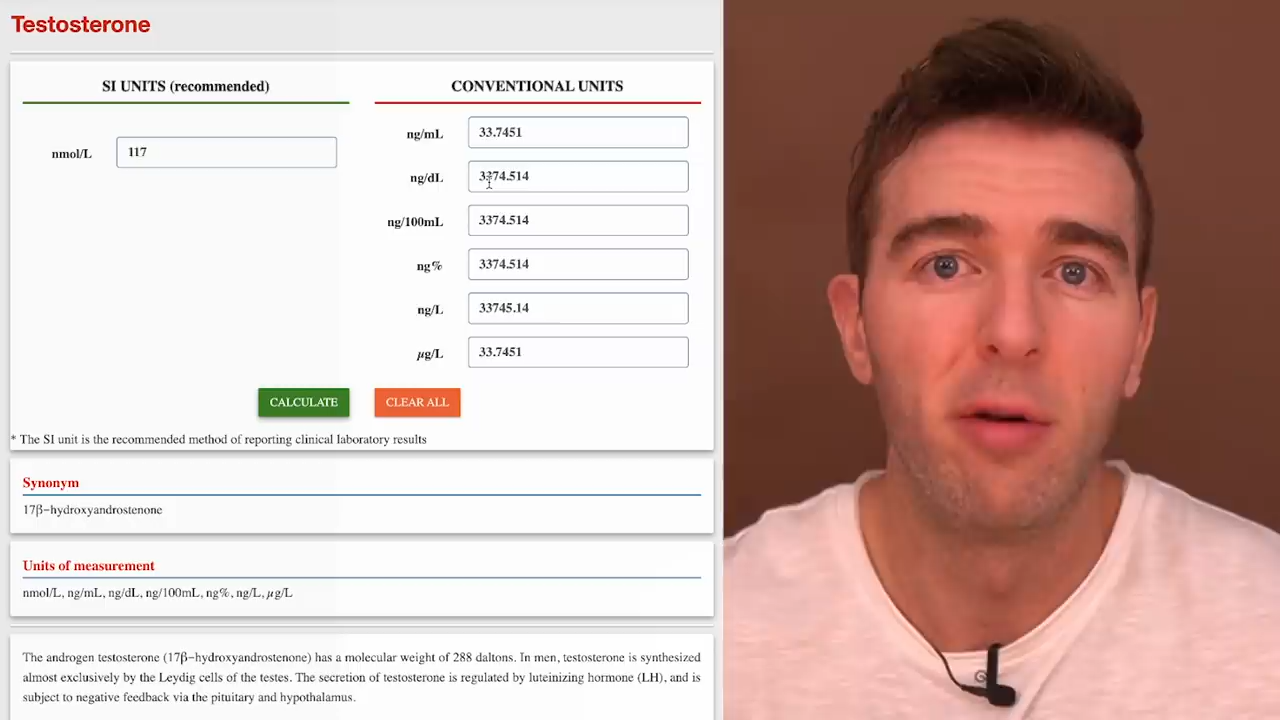 Testosterone
SI UNITS (recommended)
nmol/L 117
CONVENTIONAL UNITS
ng/mL 33.7451
ng/dL 3374.514
ng/100mL 3374.514
ng% 3374.514
ng/L 33745.14
µg/L 33.7451
CALCULATE
CLEAR ALL
* The SI unit is the recommended method of reporting clinical laboratory results
Synonym
17β−hydroxyandrostenone
Units of measurement
nmol/L, ng/mL, ng/dL, ng/100mL, ng%, ng/L, µg/L
The androgen testosterone (17β−hydroxyandrostenone) has a molecular weight of 288 daltons. In men, testosterone is synthesized
almost exclusively by the Leydig cells of the testes. The secretion of testosterone is regulated by luteinizing hormone (LH), and is
subject to negative feedback via the pituitary and hypothalamus.